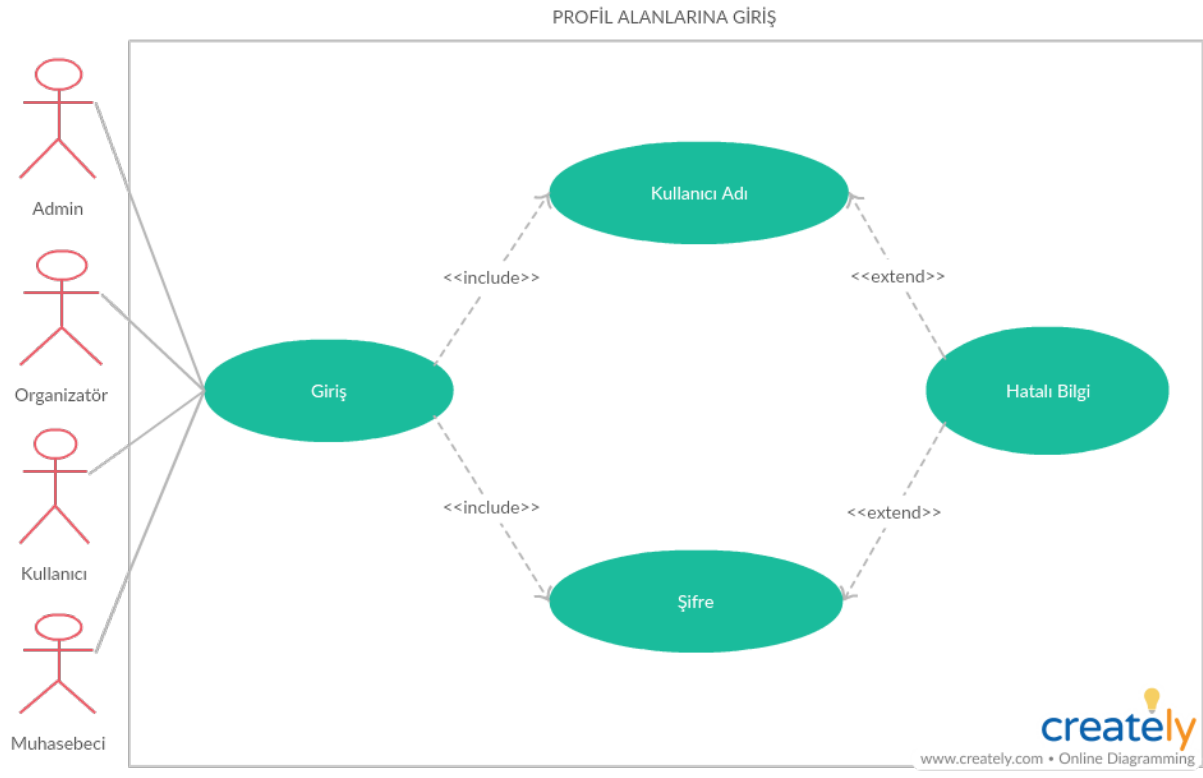 PROFİL ALANLARINA GİRİŞ
Admin
Kullanıcı Adı
<<include>>
<<extend>>
Organizatör
Giriş
Hatalı Bilgi
<<include>>
<<extend>>
Kullanıcı
Şifre
Muhasebeci
creately
www.creately.com • Online Diagramming